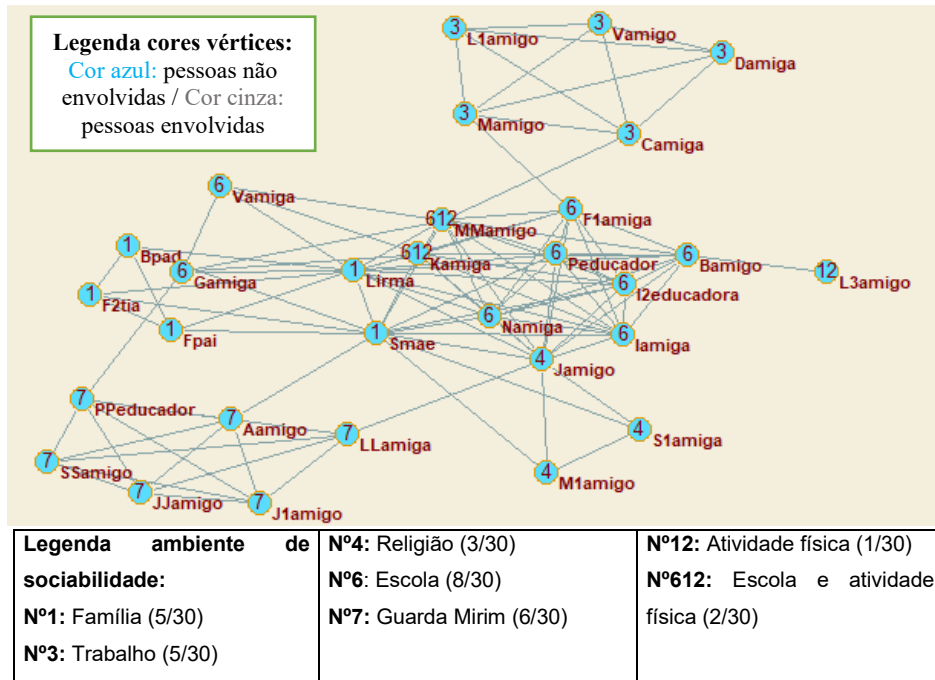 Legenda cores vértices:
Cor azul: pessoas não
envolvidas / Cor cinza:
pessoas envolvidas
3 L1amigo
3 Vamigo
3 Damiga
3 Mamigo
3 Camiga
6 Vamiga
612 MMamigo
6 F1amiga
1 Bpad
6 Gamiga
1 Lirma
612 Kamiga
6 Peducador
6 Bamigo
12 L3amigo
1 F2tia
6 I2educadora
1 Fpai
1 Smae
6 Namiga
6 Iamiga
4 Jamigo
7 PPeducador
7 Aamigo
7 LLamiga
4 S1amiga
7 SSamigo
7 JJamigo
7 J1amigo
4 M1amigo
Legenda ambiente de
sociabilidade:
Nº1: Família (5/30)
Nº3: Trabalho (5/30)
Nº4: Religião (3/30)
Nº6: Escola (8/30)
Nº7: Guarda Mirim (6/30)
Nº12: Atividade física (1/30)
Nº612: Escola e atividade
física (2/30)